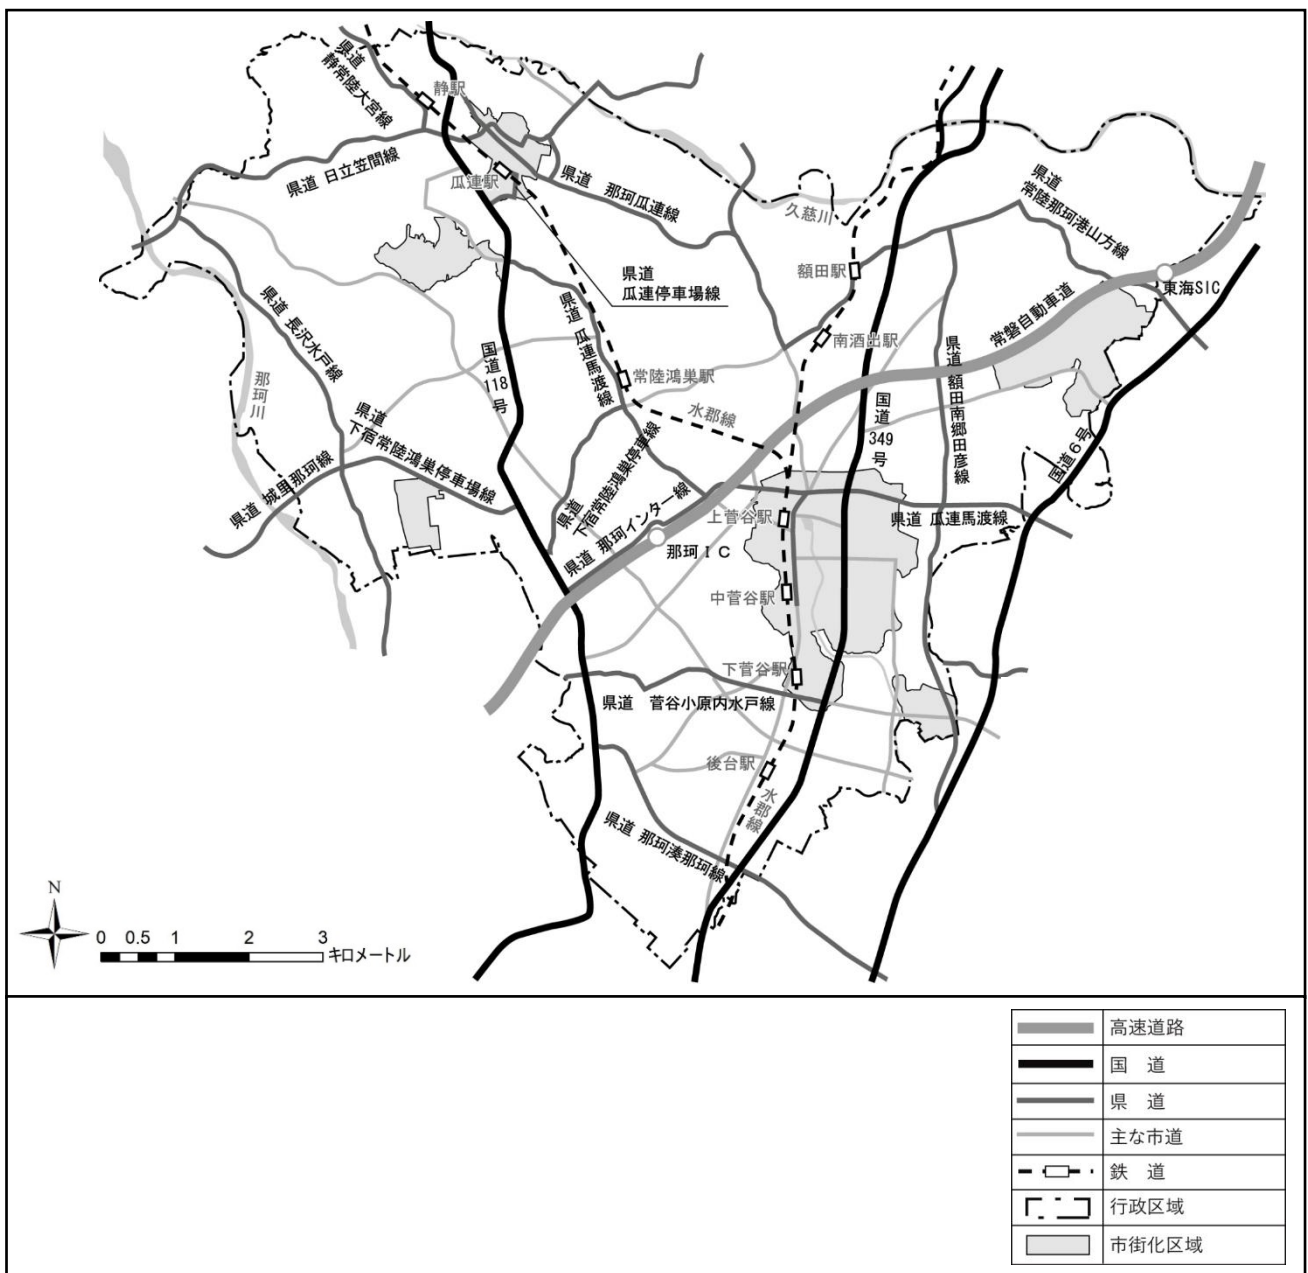 県道
静常陸大宮線
静駅
県道 日立笠間線
瓜連駅
県道 那珂瓜連線
久慈川
県道
常陸那珂港山方線
額田駅
東海SIC
県道
瓜連停車場線
県道 長沢水戸線
県道 瓜連馬渡線
常磐自動車道
南酒出駅
国道118号
那珂川
常陸鴻巣駅
県道 額田南郷田彦線
水郡線
国道349号
県道
下宿常陸鴻巣停車場線
県道
下宿常陸鴻巣停車線
国道6号
県道 城里那珂線
県道 那珂インター線
上菅谷駅
県道 瓜連馬渡線
那珂IC
中菅谷駅
下菅谷駅
県道 菅谷小原内水戸線
後台駅
水郡線
県道 那珂湊那珂線
N
0 0.5 1 2 3
キロメートル
高速道路
国 道
県 道
主な市道
鉄 道
行政区域
市街化区域